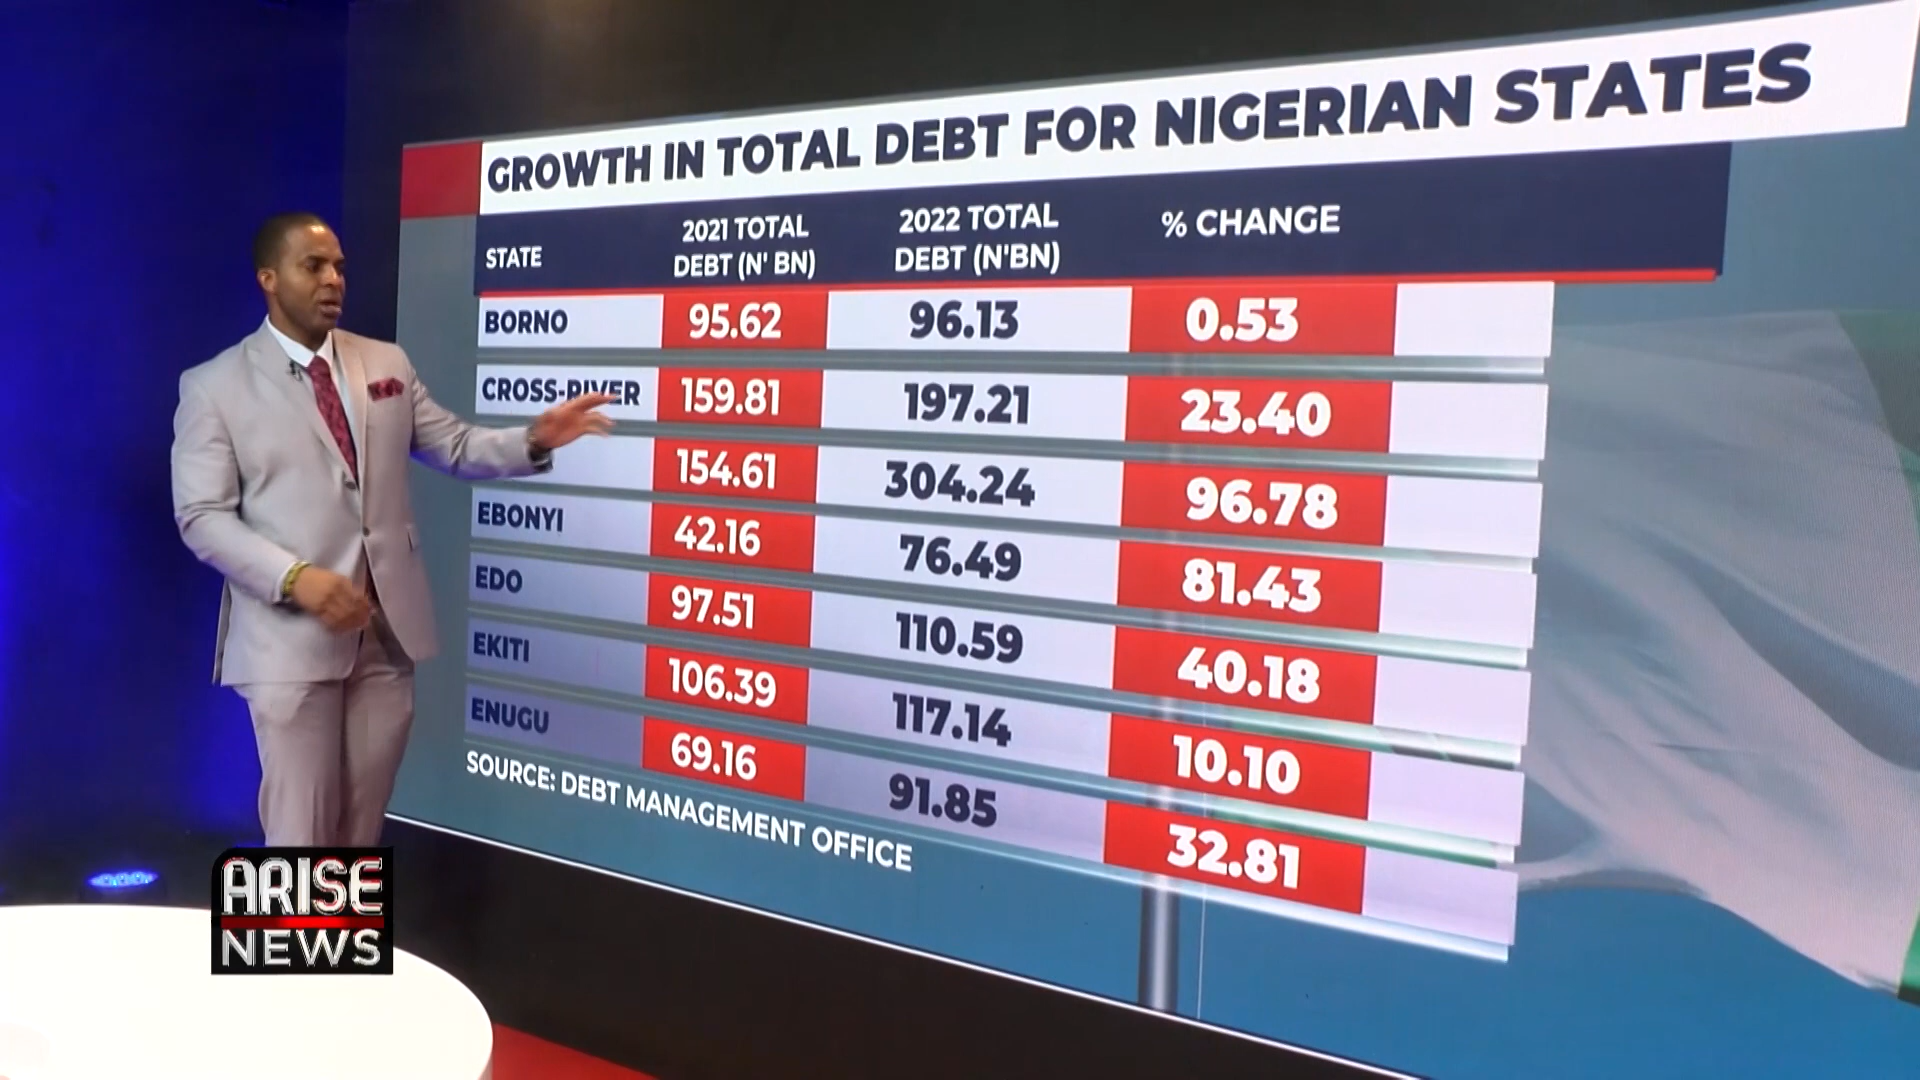 GROWTH IN TOTAL DEBT FOR NIGERIAN STATES
STATE 2021 TOTAL DEBT (N' BN) 2022 TOTAL DEBT (N'BN) % CHANGE
BORNO 95.62 96.13 0.53
CROSS-RIVER 159.81 197.21 23.40
154.61 304.24 96.78
EBONYI 42.16 76.49 81.43
EDO 97.51 110.59 40.18
EKITI 106.39 117.14 10.10
ENUGU 69.16 91.85 32.81
SOURCE: DEBT MANAGEMENT OFFICE
ARISE
NEWS